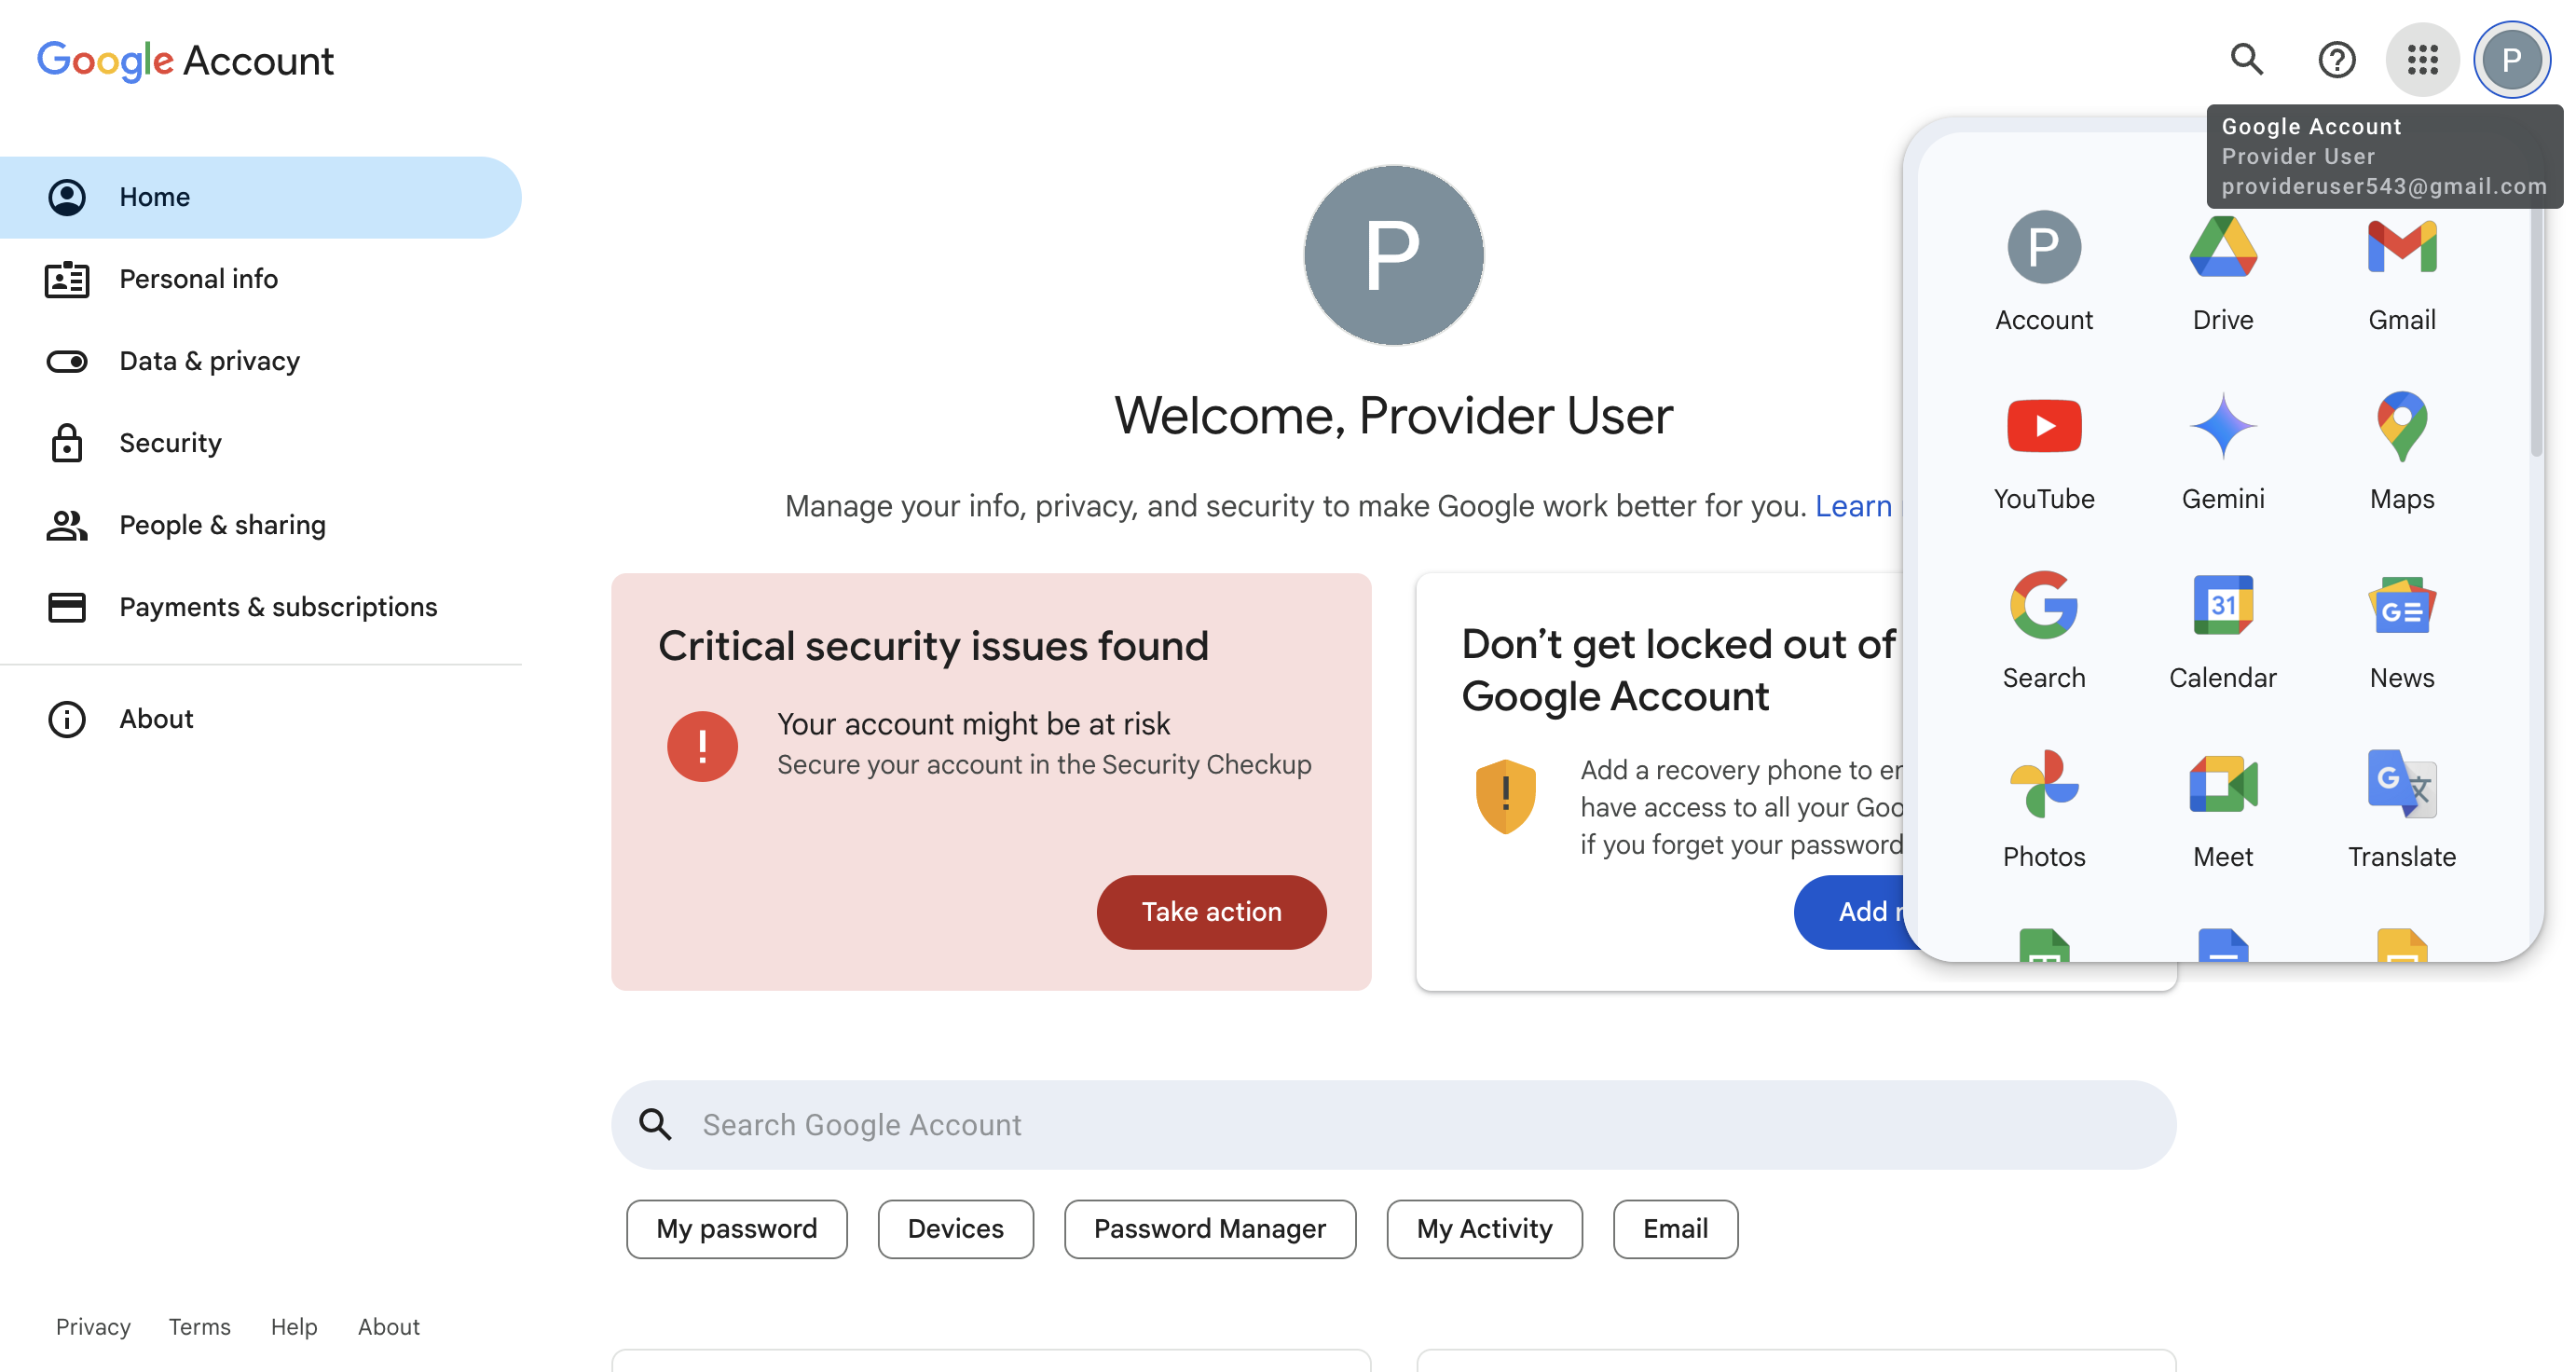 Google Account
P
Google Account
Provider User
provideruser543@gmail.com
Home
Personal info
Data & privacy
Security
People & sharing
Payments & subscriptions
About
P
Welcome, Provider User
Manage your info, privacy, and security to make Google work better for you. Learn
Critical security issues found
!
Your account might be at risk
Secure your account in the Security Checkup
Take action
Don’t get locked out of
Google Account
!
Add a recovery phone to
have access to all your
if you forget your password
Add
P
Account
Drive
Gmail
YouTube
Gemini
Maps
G
Search
31
Calendar
G
News
Photos
Meet
G 文
Translate
Search Google Account
My password
Devices
Password Manager
My Activity
Email
Privacy
Terms
Help
About